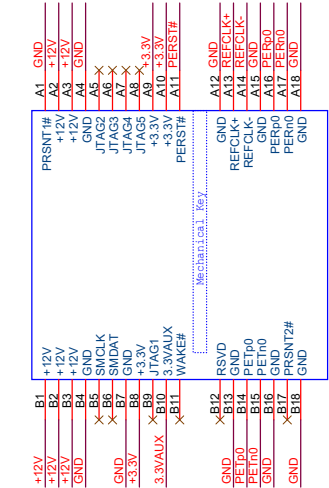 GND
+12V
+12V
GND
+3.3V
+3.3V
PERST#
GND
REFCLK+
REFCLK-
GND
PERp0
PERn0
GND
A1
A2
A3
A4
A5
A6
A7
A8
A9
A10
A11
A12
A13
A14
A15
A16
A17
A18
PRSNT1#
+12V
+12V
GND
JTAG2
JTAG3
JTAG4
JTAG5
+3.3V
+3.3V
PERST#
GND
REFCLK+
REFCLK-
GND
PERp0
PERn0
GND
Mechanical Key
+12V
+12V
+12V
GND
SMCLK
SMDAT
GND
+3.3V
JTAG1
3.3VAUX
WAKE#
RSVD
GND
PETp0
PETn0
GND
PRSNT2#
GND
B1
B2
B3
B4
B5
B6
B7
B8
B9
B10
B11
B12
B13
B14
B15
B16
B17
B18
+12V
+12V
+12V
GND
GND
+3.3V
3.3VAUX
GND
PETp0
PETn0
GND
GND